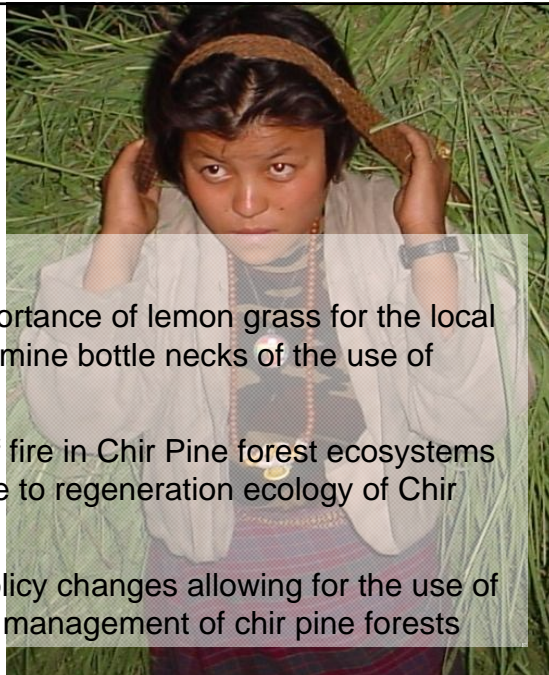 ortance of lemon grass for the local
mine bottle necks of the use of
fire in Chir Pine forest ecosystems
e to regeneration ecology of Chir
licy changes allowing for the use of
management of chir pine forests